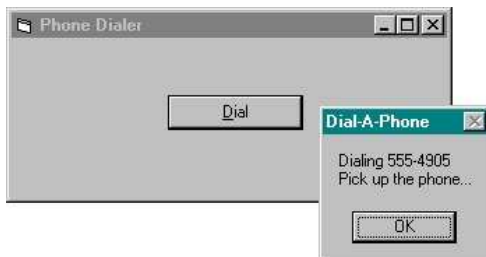 Phone Dialer
Dial
Dial-A-Phone
Dialing 555-4905
Pick up the phone...
OK